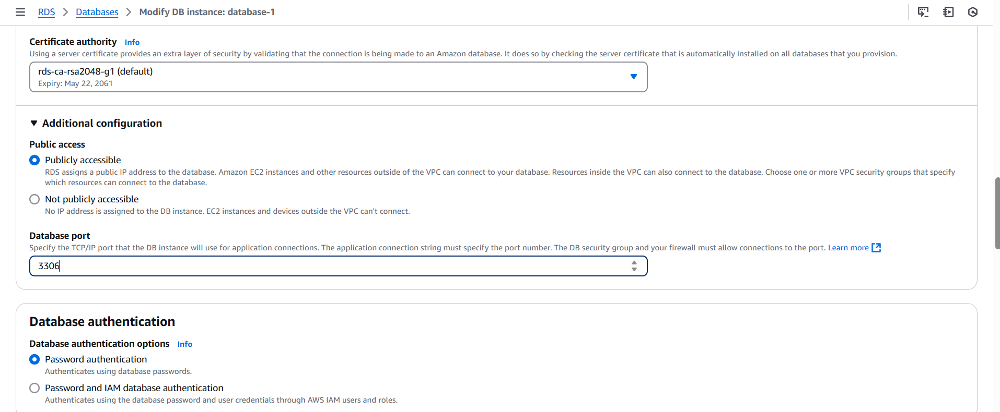 RDS > Databases > Modify DB instance: database-1
Certificate authority Info
Using a server certificate provides an extra layer of security by validating that the connection is being made to an Amazon database. It does so by checking the server certificate that is automatically installed on all databases that you provision.
rds-ca-rsa2048-g1 (default)
Expiry: May 22, 2061
Additional configuration
Public access
Publicly accessible
RDS assigns a public IP address to the database. Amazon EC2 instances and other resources outside of the VPC can connect to your database. Resources inside the VPC can also connect to the database. Choose one or more VPC security groups that specify
which resources can connect to the database.
Not publicly accessible
No IP address is assigned to the DB instance. EC2 instances and devices outside the VPC can't connect.
Database port
Specify the TCP/IP port that the DB instance will use for application connections. The application connection string must specify the port number. The DB security group and your firewall must allow connections to the port. Learn more
3306
Database authentication
Database authentication options Info
Password authentication
Authenticates using database passwords.
Password and IAM database authentication
Authenticates using the database password and user credentials through AWS IAM users and roles.